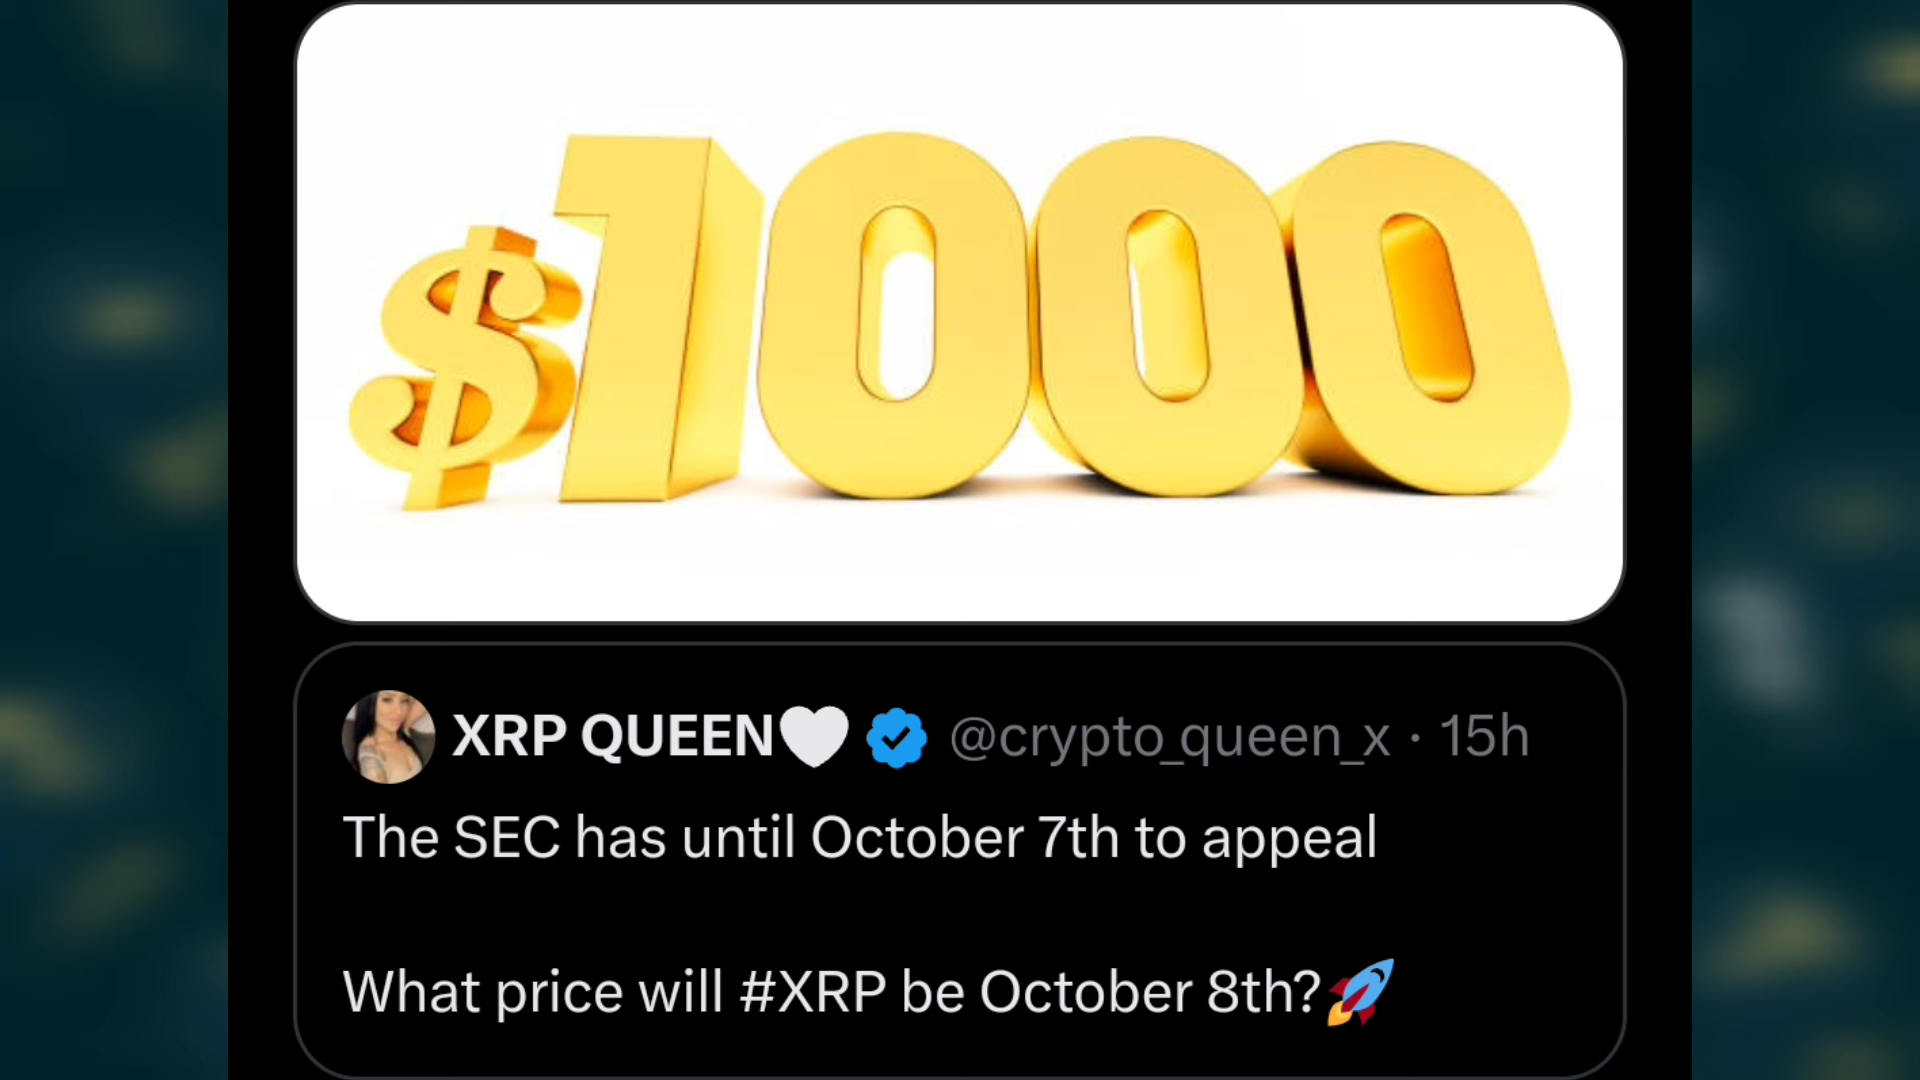 $1000
XRP QUEEN🤍 @crypto_queen_x · 15h
The SEC has until October 7th to appeal
What price will #XRP be October 8th?🚀